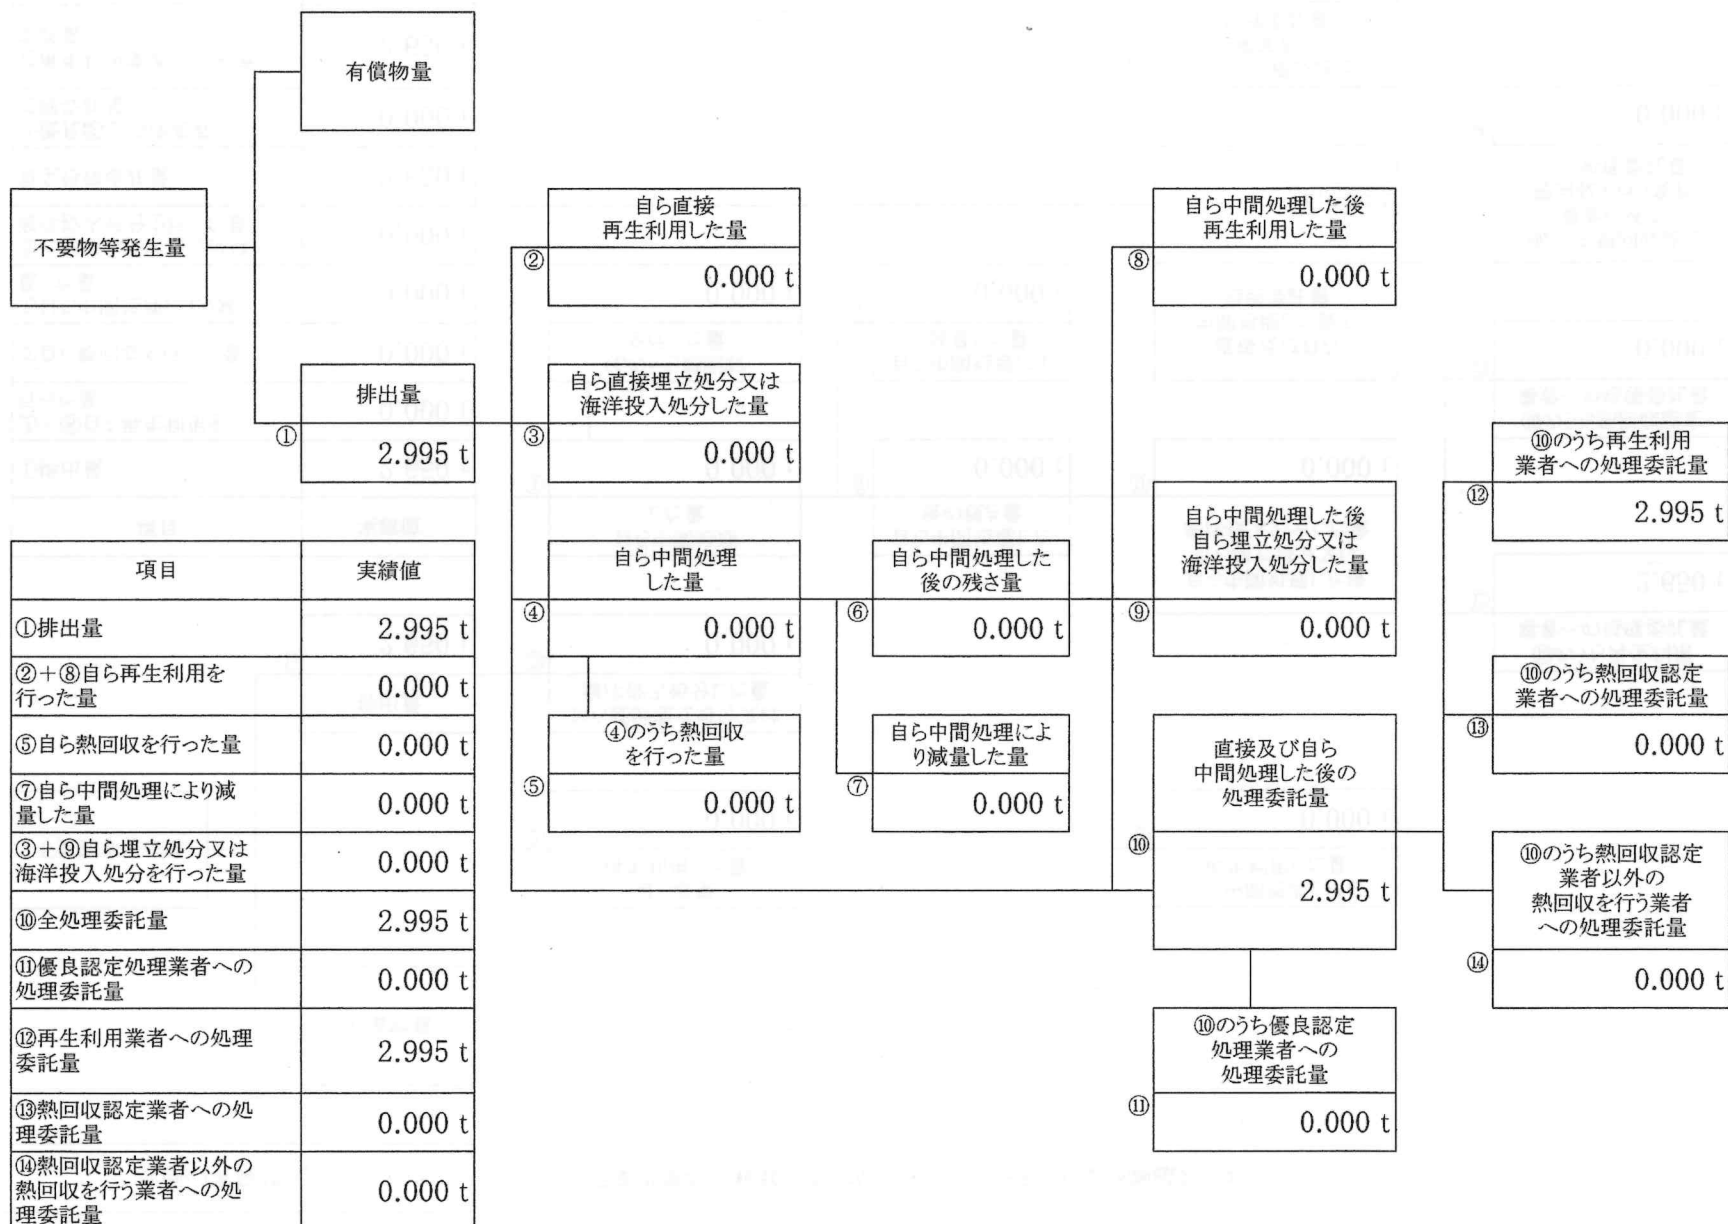 有償物量
不要物等発生量
排出量
①
2.995 t
自ら直接
再生利用した量
②
0.000 t
自ら直接埋立処分又は
海洋投入処分した量
③
0.000 t
自ら中間処理
した量
④
0.000 t
④のうち熱回収
を行った量
⑤
0.000 t
自ら中間処理した
後の残さ量
⑥
0.000 t
自ら中間処理によ
り減量した量
⑦
0.000 t
自ら中間処理した後
再生利用した量
⑧
0.000 t
自ら中間処理した後
自ら埋立処分又は
海洋投入処分した量
⑨
0.000 t
直接及び自ら
中間処理した後の
処理委託量
⑩
2.995 t
⑩のうち優良認定
処理業者への
処理委託量
⑪
0.000 t
⑩のうち再生利用
業者への処理委託量
⑫
2.995 t
⑩のうち熱回収認定
業者への処理委託量
⑬
0.000 t
⑩のうち熱回収認定
業者以外の
熱回収を行う業者
への処理委託量
⑭
0.000 t
項目 実績値
①排出量 2.995 t
②+⑧自ら再生利用を
行った量 0.000 t
⑤自ら熱回収を行った量 0.000 t
⑦自ら中間処理により減
量した量 0.000 t
③+⑨自ら埋立処分又は
海洋投入処分を行った量 0.000 t
⑩全処理委託量 2.995 t
⑪優良認定処理業者への
処理委託量 0.000 t
⑫再生利用業者への処理
委託量 2.995 t
⑬熱回収認定業者への処
理委託量 0.000 t
⑭熱回収認定業者以外の
熱回収を行う業者への処
理委託量 0.000 t